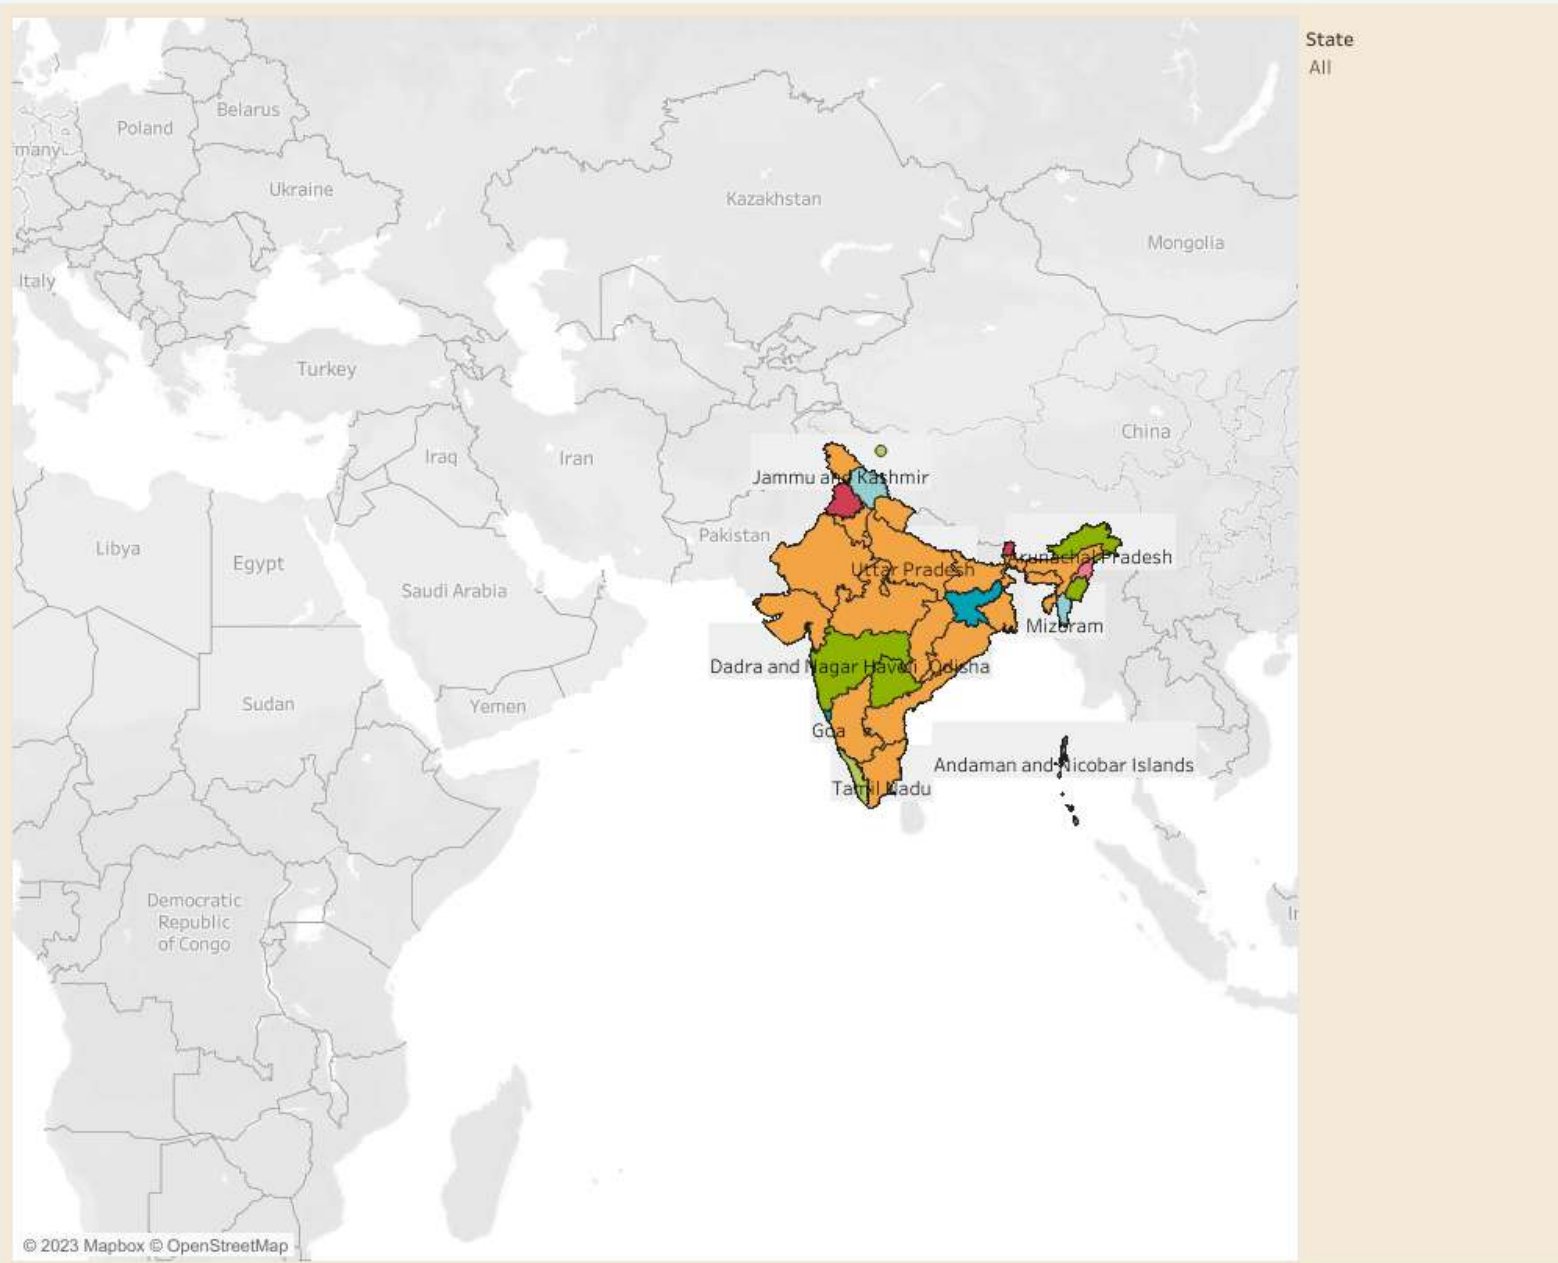 State
All
Belarus
Poland
many
Ukraine
Kazakhstan
Mongolia
Italy
Turkey
China
Iraq
Iran
Jammu and Kashmir
Pakistan
Libya
Egypt
Arunachal Pradesh
Uttar Pradesh
Saudi Arabia
Mizoram
Dadra and Nagar Haveli
Odisha
Sudan
Yemen
Goa
Andaman and Nicobar Islands
Tamil Nadu
Democratic
Republic
of Congo
In
© 2023 Mapbox © OpenStreetMap